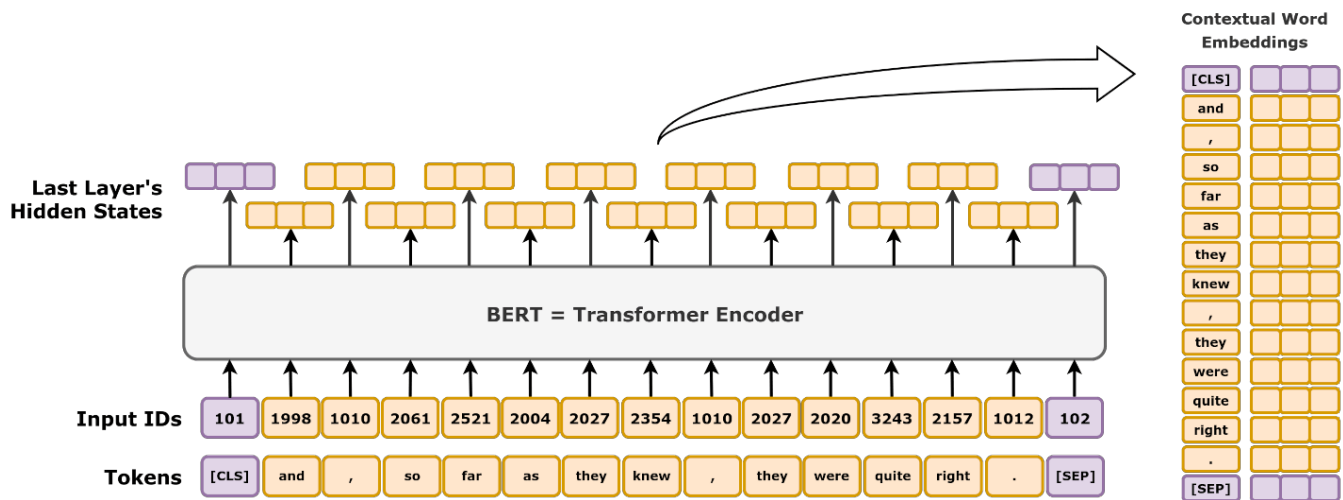 Contextual Word
Embeddings
[CLS]
and
,
so
far
as
they
knew
,
they
were
quite
right
.
[SEP]
Last Layer's
Hidden States
BERT = Transformer Encoder
Input IDs 101 1998 1010 2061 2521 2004 2027 2354 1010 2027 2020 3243 2157 1012 102
Tokens [CLS] and , so far as they knew , they were quite right . [SEP]